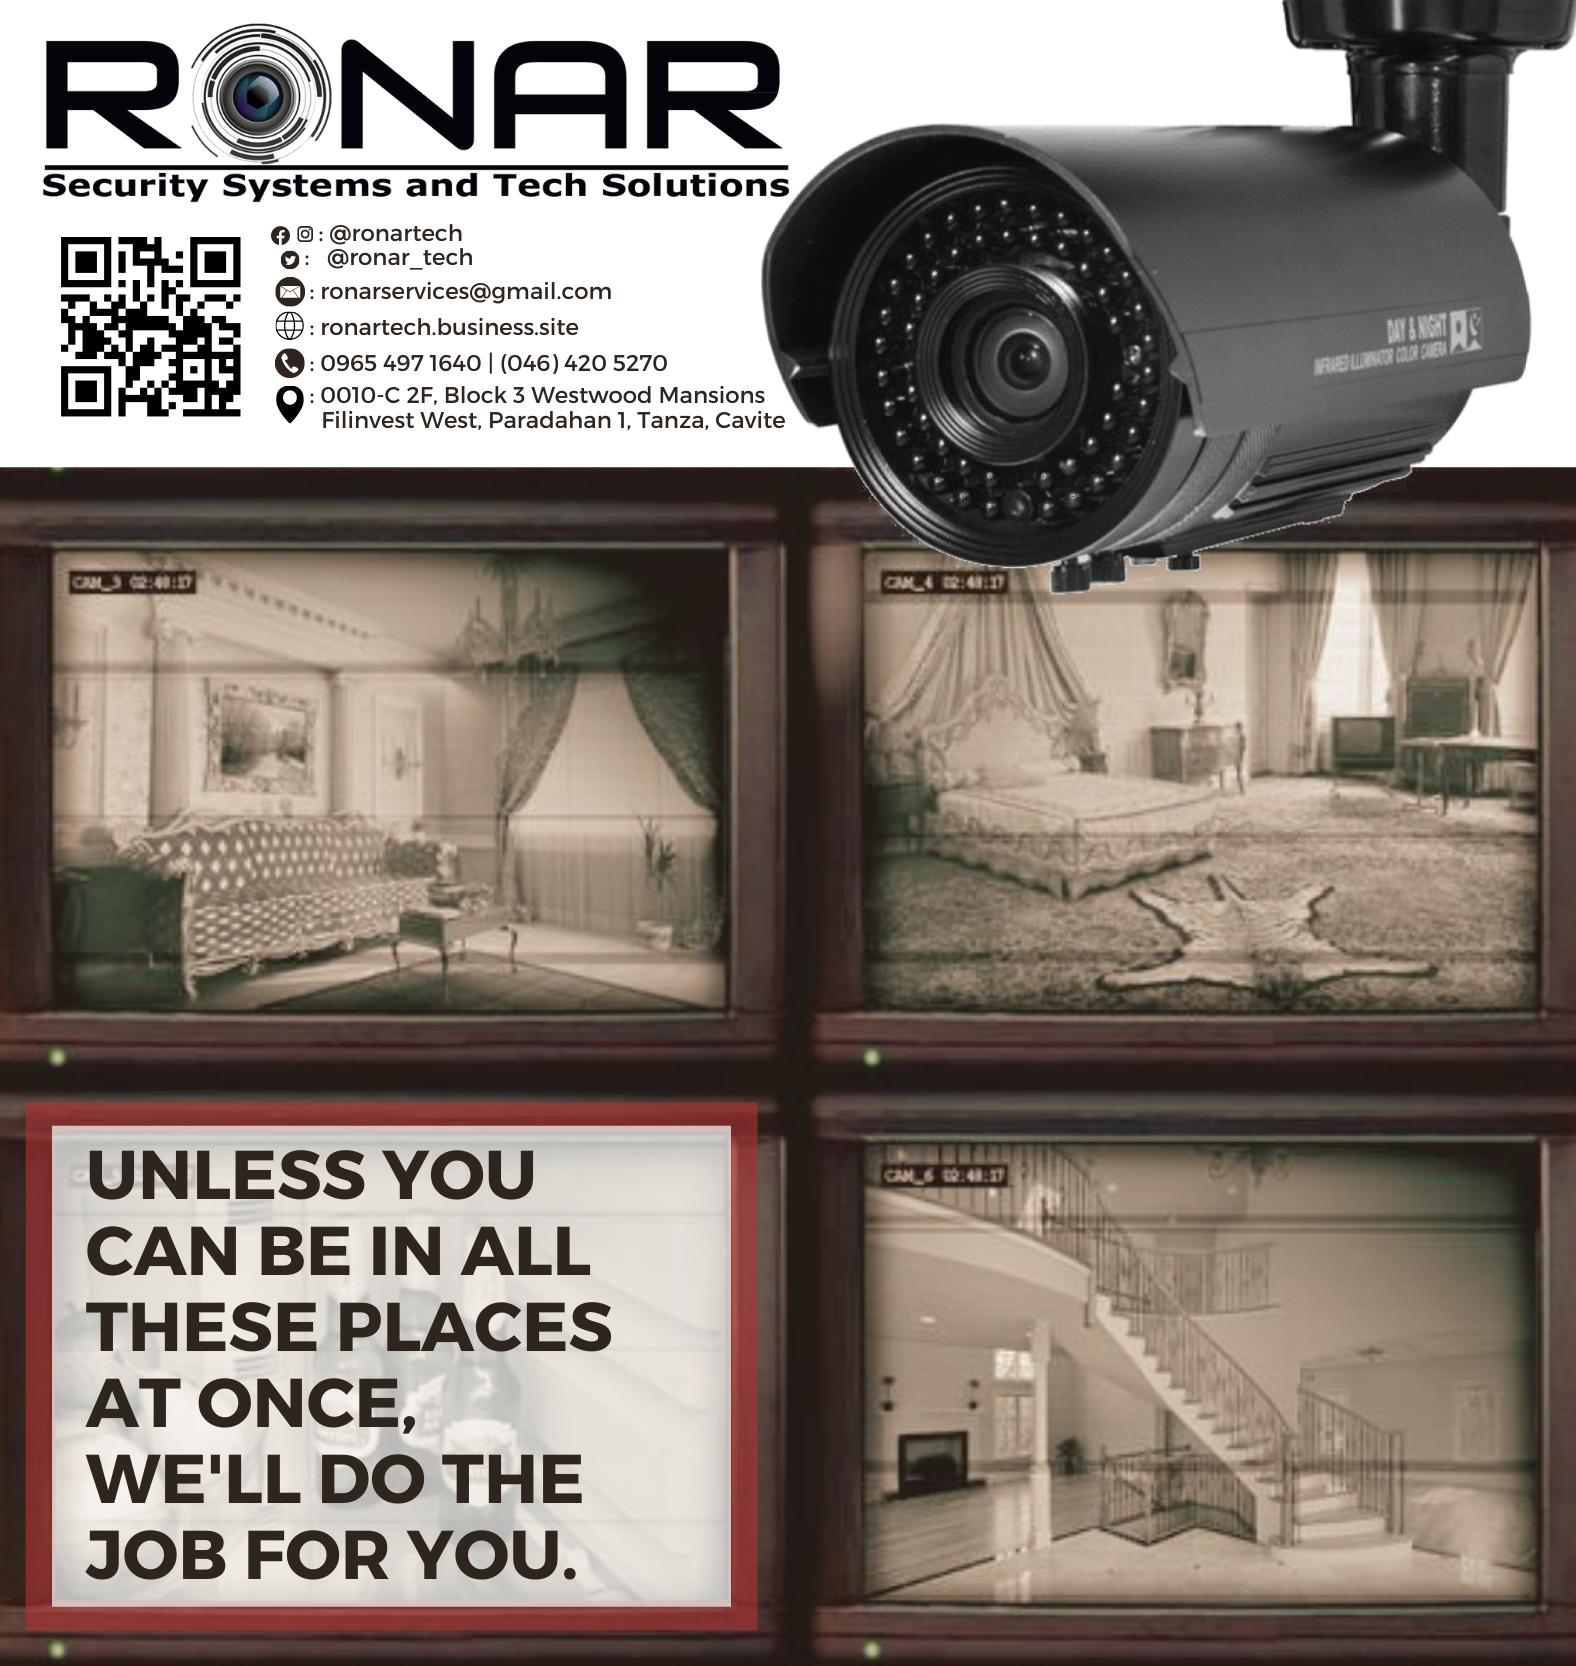 RONAR
Security Systems and Tech Solutions
: @ronartech
: @ronar_tech
: ronarservices@gmail.com
: ronartech.business.site
: 0965 497 1640 | (046) 420 5270
: 0010-C 2F, Block 3 Westwood Mansions
Filinvest West, Paradahan 1, Tanza, Cavite
DAY & NIGHT
INFRARED ILLUMINATOR COLOR CAMERA
CAM_3 02:48:17
CAM_4 02:48:17
UNLESS YOU
CAN BE IN ALL
THESE PLACES
AT ONCE,
WE'LL DO THE
JOB FOR YOU.
CAM_6 02:48:17